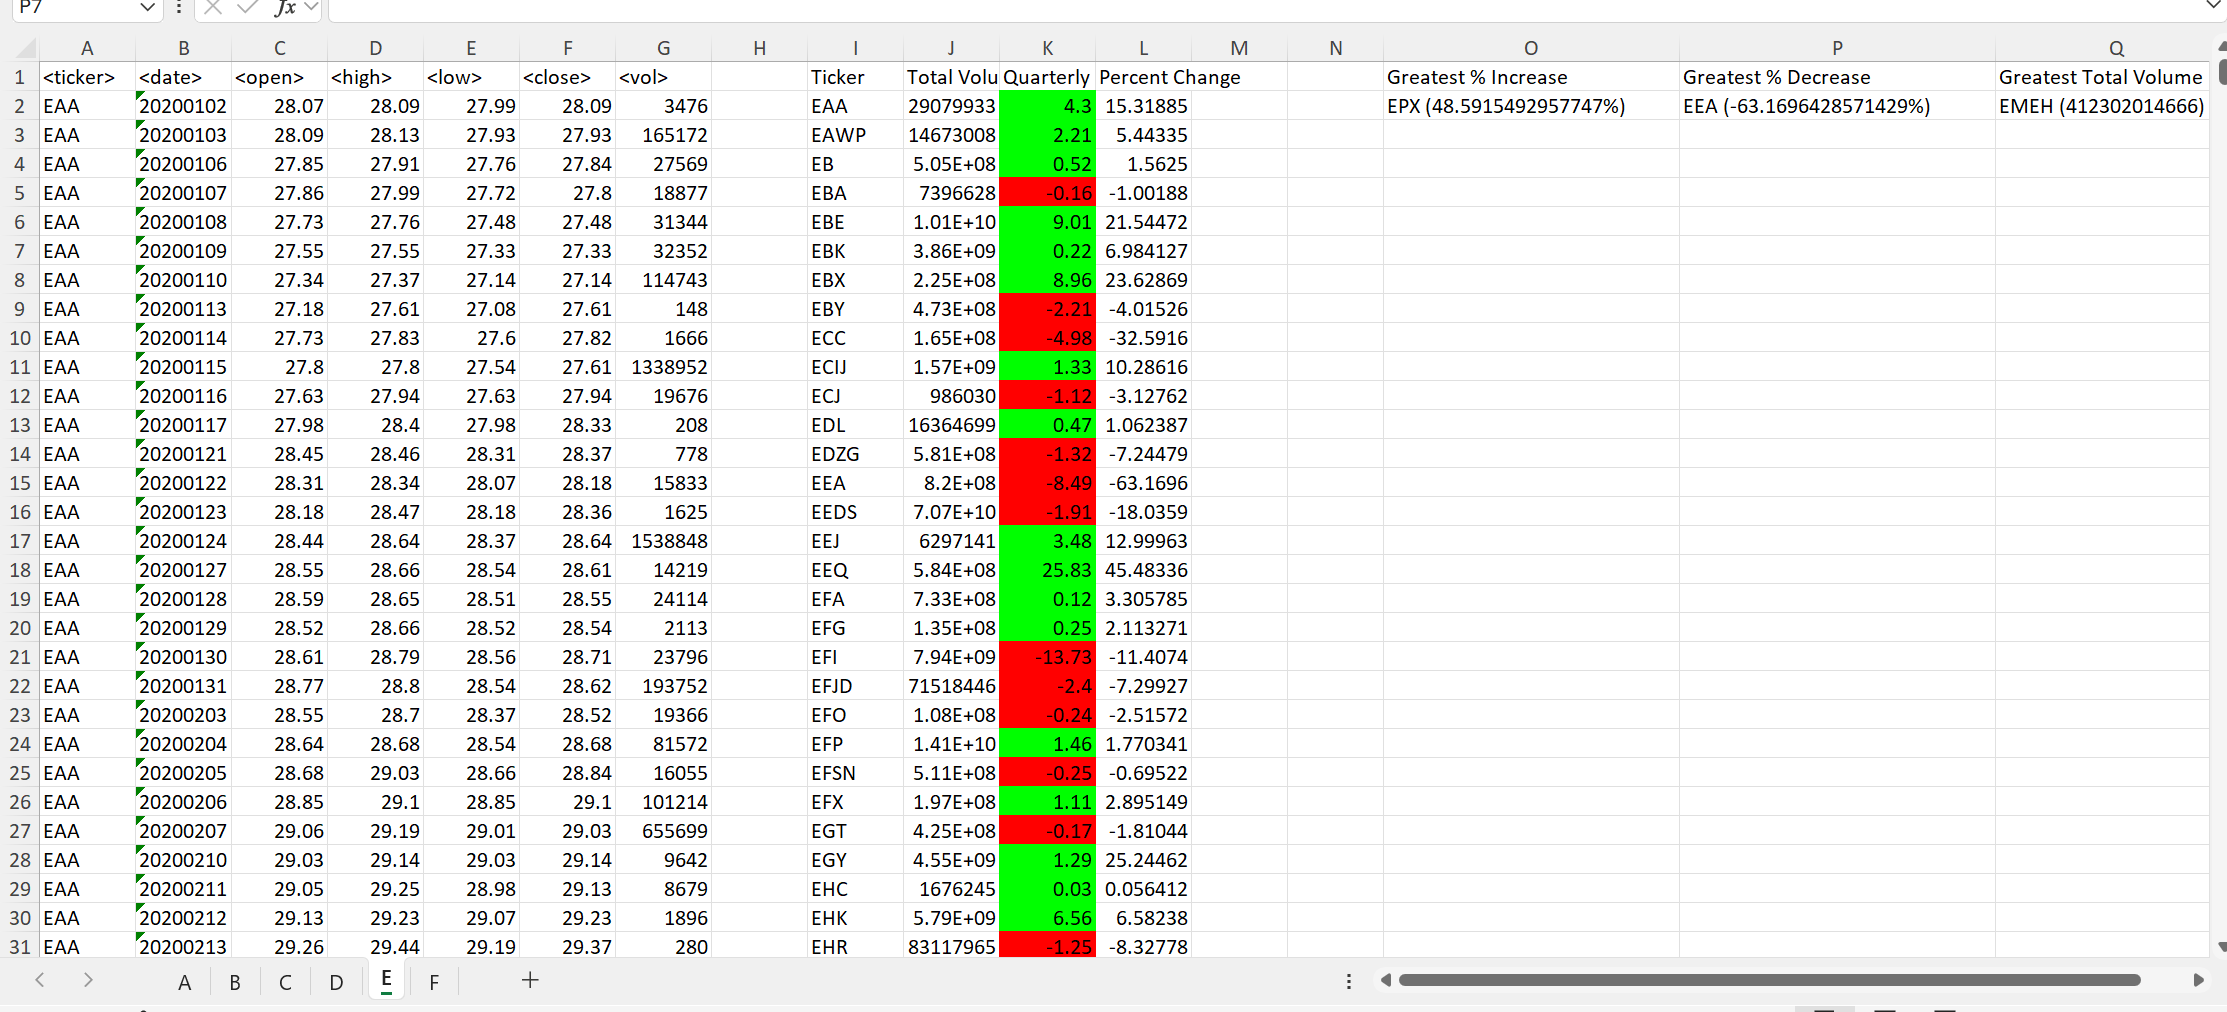 P7 fx
A B C D E F G H I J K L M N O P Q
1 <ticker> <date> <open> <high> <low> <close> <vol> Ticker Total Volu Quarterly Percent Change Greatest % Increase Greatest % Decrease Greatest Total Volume
2 EAA 20200102 28.07 28.09 27.99 28.09 3476 EAA 29079933 4.3 15.31885 EPX (48.5915492957747%) EEA (-63.1696428571429%) EMEH (412302014666)
3 EAA 20200103 28.09 28.13 27.93 27.93 165172 EAWP 14673008 2.21 5.44335
4 EAA 20200106 27.85 27.91 27.76 27.84 27569 EB 5.05E+08 0.52 1.5625
5 EAA 20200107 27.86 27.99 27.72 27.8 18877 EBA 7396628 -0.16 -1.00188
6 EAA 20200108 27.73 27.76 27.48 27.48 31344 EBE 1.01E+10 9.01 21.54472
7 EAA 20200109 27.55 27.55 27.33 27.33 32352 EBK 3.86E+09 0.22 6.984127
8 EAA 20200110 27.34 27.37 27.14 27.14 114743 EBX 2.25E+08 8.96 23.62869
9 EAA 20200113 27.18 27.61 27.08 27.61 148 EBY 4.73E+08 -2.21 -4.01526
10 EAA 20200114 27.73 27.83 27.6 27.82 1666 ECC 1.65E+08 -4.98 -32.5916
11 EAA 20200115 27.8 27.8 27.54 27.61 1338952 ECIJ 1.57E+09 1.33 10.28616
12 EAA 20200116 27.63 27.94 27.63 27.94 19676 ECJ 986030 -1.12 -3.12762
13 EAA 20200117 27.98 28.4 27.98 28.33 208 EDL 16364699 0.47 1.062387
14 EAA 20200121 28.45 28.46 28.31 28.37 778 EDZG 5.81E+08 -1.32 -7.24479
15 EAA 20200122 28.31 28.34 28.07 28.18 15833 EEA 8.2E+08 -8.49 -63.1696
16 EAA 20200123 28.18 28.47 28.18 28.36 1625 EEDS 7.07E+10 -1.91 -18.0359
17 EAA 20200124 28.44 28.64 28.37 28.64 1538848 EEJ 6297141 3.48 12.99963
18 EAA 20200127 28.55 28.66 28.54 28.61 14219 EEQ 5.84E+08 25.83 45.48336
19 EAA 20200128 28.59 28.65 28.51 28.55 24114 EFA 7.33E+08 0.12 3.305785
20 EAA 20200129 28.52 28.66 28.52 28.54 2113 EFG 1.35E+08 0.25 2.113271
21 EAA 20200130 28.61 28.79 28.56 28.71 23796 EFI 7.94E+09 -13.73 -11.4074
22 EAA 20200131 28.77 28.8 28.54 28.62 193752 EFJD 71518446 -2.4 -7.29927
23 EAA 20200203 28.55 28.7 28.37 28.52 19366 EFO 1.08E+08 -0.24 -2.51572
24 EAA 20200204 28.64 28.68 28.54 28.68 81572 EFP 1.41E+10 1.46 1.770341
25 EAA 20200205 28.68 29.03 28.66 28.84 16055 EFSN 5.11E+08 -0.25 -0.69522
26 EAA 20200206 28.85 29.1 28.85 29.1 101214 EFX 1.97E+08 1.11 2.895149
27 EAA 20200207 29.06 29.19 29.01 29.03 655699 EGT 4.25E+08 -0.17 -1.81044
28 EAA 20200210 29.03 29.14 29.03 29.14 9642 EGY 4.55E+09 1.29 25.24462
29 EAA 20200211 29.05 29.25 28.98 29.13 8679 EHC 1676245 0.03 0.056412
30 EAA 20200212 29.13 29.23 29.07 29.23 1896 EHK 5.79E+09 6.56 6.58238
31 EAA 20200213 29.26 29.44 29.19 29.37 280 EHR 83117965 -1.25 -8.32778
A B C D E F +